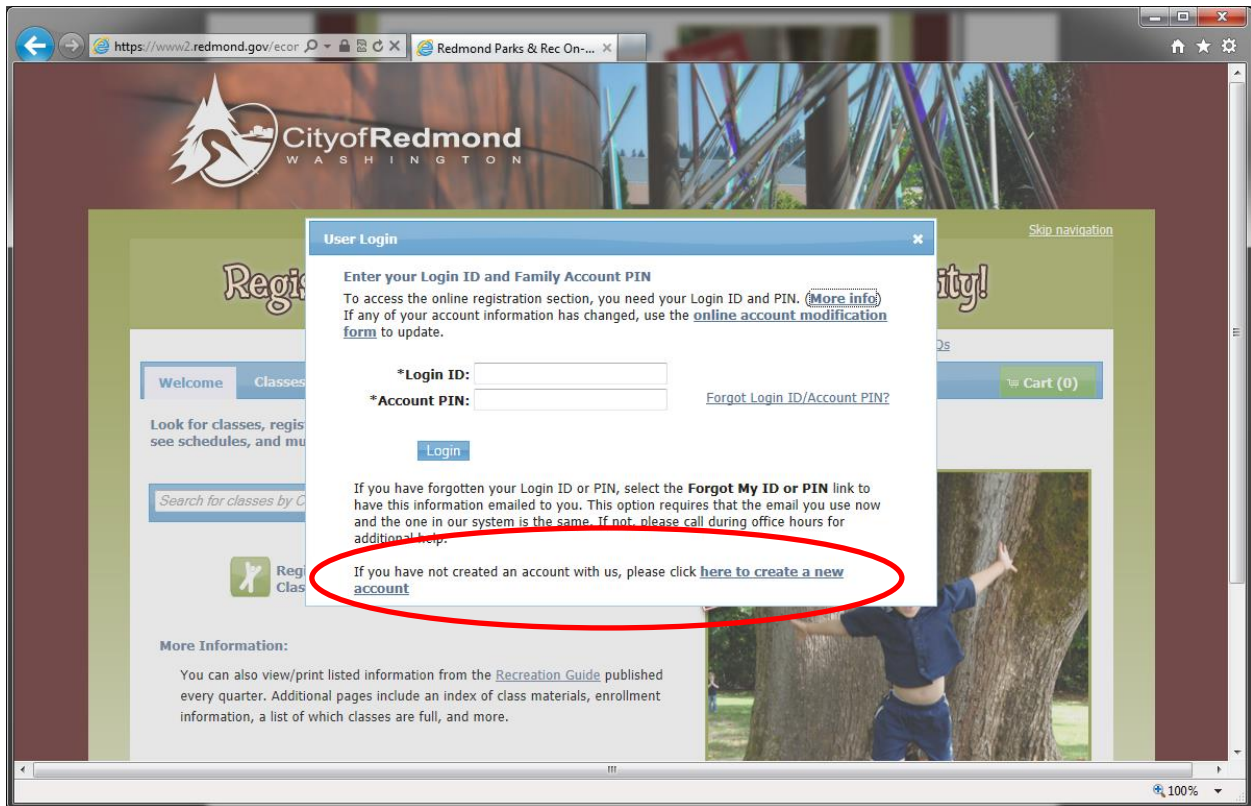 https://www2.redmond.gov/ecor
Redmond Parks & Rec On-...
CityofRedmond
WASHINGTON
Skip navigation
User Login
Enter your Login ID and Family Account PIN
To access the online registration section, you need your Login ID and PIN. (More info)
If any of your account information has changed, use the online account modification
form to update.
*Login ID:
*Account PIN:
Forgot Login ID/Account PIN?
Login
If you have forgotten your Login ID or PIN, select the Forgot My ID or PIN link to
have this information emailed to you. This option requires that the email you use now
and the one in our system is the same. If not, please call during office hours for
additional help.
If you have not created an account with us, please click here to create a new
account
Regis
ity!
Qs
Welcome Classes
Cart (0)
Look for classes, regis
see schedules, and mu
Search for classes by C
Regi
Clas
More Information:
You can also view/print listed information from the Recreation Guide published
every quarter. Additional pages include an index of class materials, enrollment
information, a list of which classes are full, and more.
100%